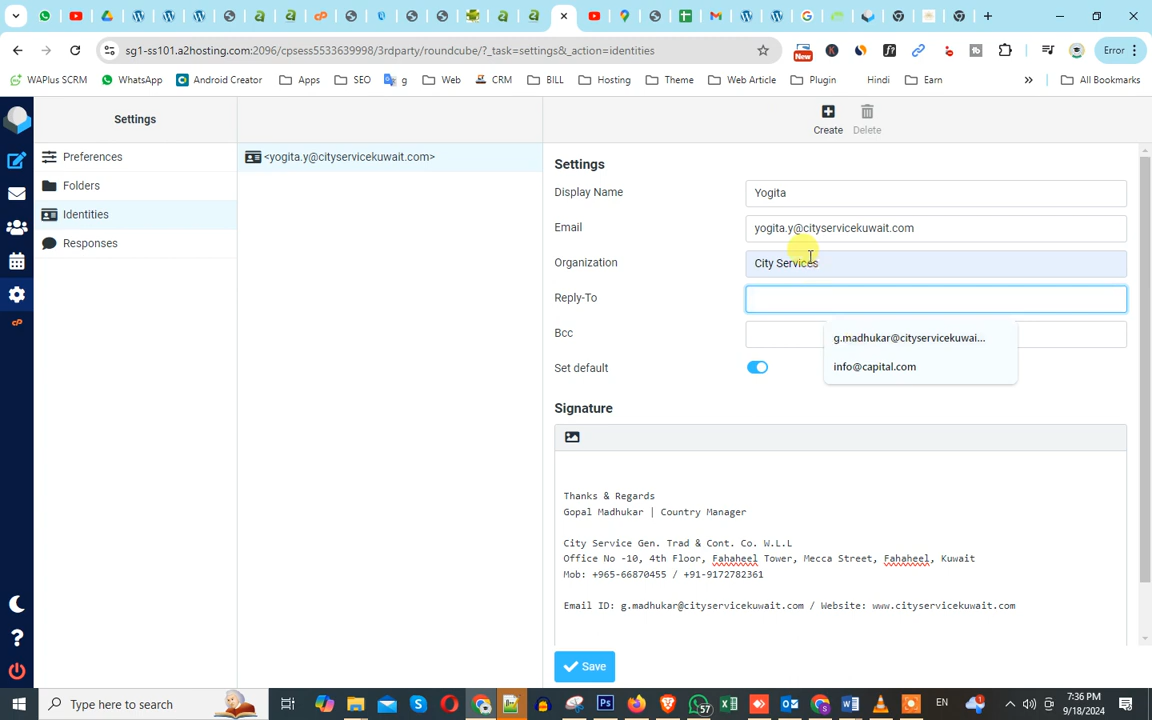 sg1-ss101.a2hosting.com:2096/cpsess5533639998/3rdparty/roundcube/?_task=settings&_action=identities
New
Error
WAPlus SCRM
WhatsApp
Android Creator
Apps
SEO
g
Web
CRM
BILL
Hosting
Theme
Web Article
Plugin
Hindi
Earn
All Bookmarks
Settings
Create
Delete
Preferences
Folders
Identities
Responses
<yogita.y@cityservicekuwait.com>
Settings
Display Name
Yogita
Email
yogita.y@cityservicekuwait.com
Organization
City Services
Reply-To
Bcc
g.madhukar@cityservicekuwai...
info@capital.com
Set default
Signature
Thanks & Regards
Gopal Madhukar | Country Manager
City Service Gen. Trad & Cont. Co. W.L.L
Office No -10, 4th Floor, Fahaheel Tower, Mecca Street, Fahaheel, Kuwait
Mob: +965-66870455 / +91-9172782361
Email ID: g.madhukar@cityservicekuwait.com / Website: www.cityservicekuwait.com
Save
Type here to search
57
EN
7:36 PM
9/18/2024